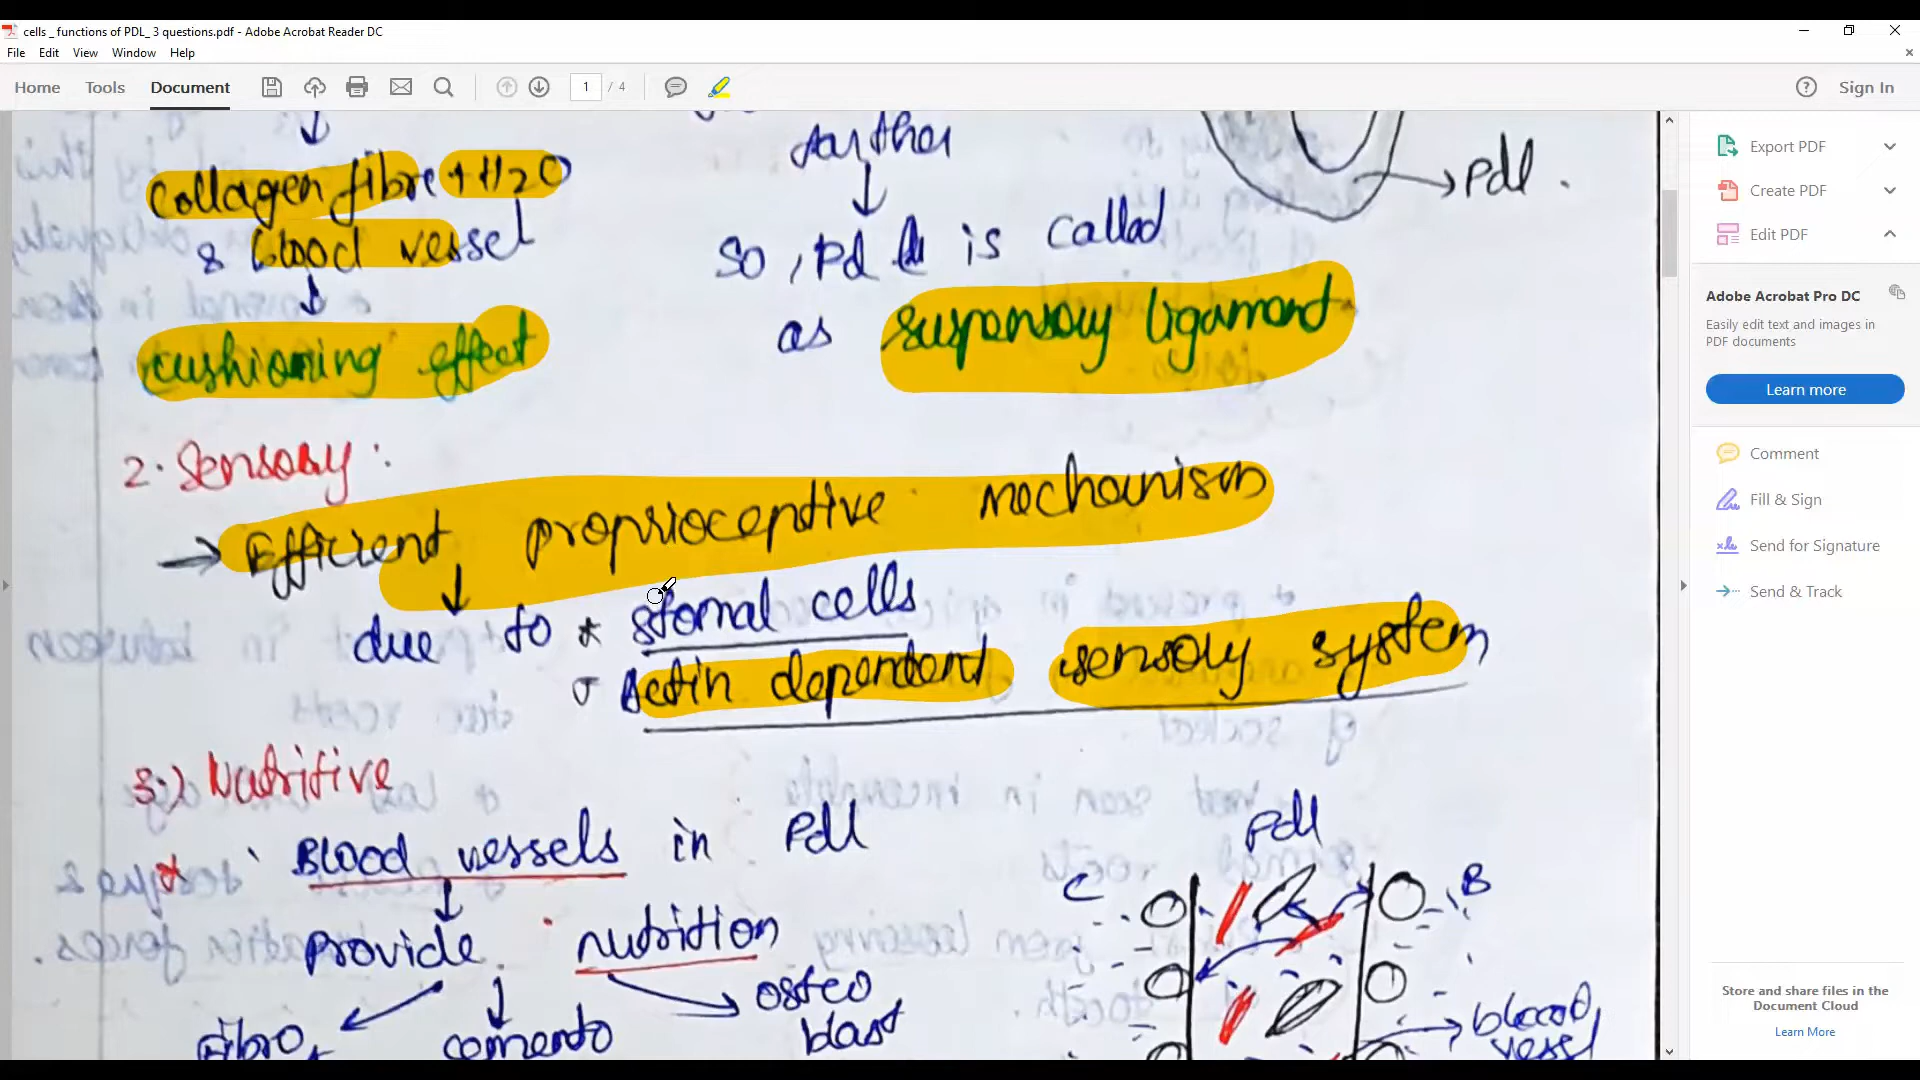 cells _ functions of PDL_ 3 questions.pdf - Adobe Acrobat Reader DC
File Edit View Window Help
Home Tools Document 1 / 4 Sign In
Collagen fibre + H2O
& blood vessel
cushioning effect
farther
So, Pdl is called
as suspensory ligament
Pdl.
2. Sensory:
→ Efficient proprioceptive mechanism
due to * stomal cells
Actin dependent sensory system
3.) Nutritive
Blood vessels in Pdl
provide nutrition
fibro
cemento
osteo
blast
Pdl
C
B
blood
vessl
Export PDF
Create PDF
Edit PDF
Adobe Acrobat Pro DC
Easily edit text and images in
PDF documents
Learn more
Comment
Fill & Sign
Send for Signature
Send & Track
Store and share files in the
Document Cloud
Learn More